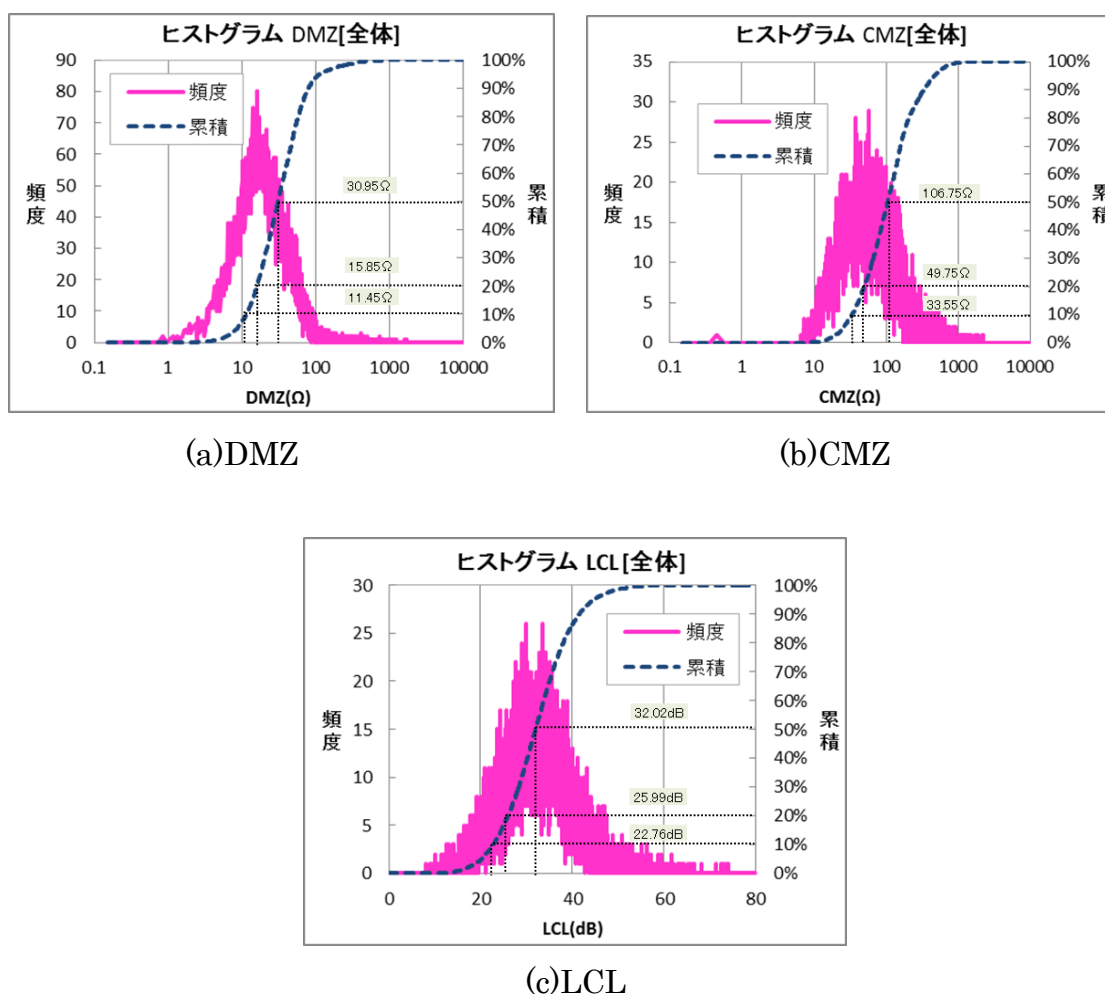 ヒストグラム DMZ[全体]
頻度
累積
90
80
70
60
50
40
30
20
10
0
頻度
100%
90%
80%
70%
60%
50%
40%
30%
20%
10%
0%
累積
30.95Ω
15.85Ω
11.45Ω
0.1 1 10 100 1000 10000
DMZ(Ω)
(a)DMZ
ヒストグラム CMZ[全体]
頻度
累積
35
30
25
20
15
10
5
0
頻度
100%
90%
80%
70%
60%
50%
40%
30%
20%
10%
0%
累積
106.75Ω
49.75Ω
33.55Ω
0.1 1 10 100 1000 10000
CMZ(Ω)
(b)CMZ
ヒストグラム LCL[全体]
頻度
累積
30
25
20
15
10
5
0
頻度
100%
90%
80%
70%
60%
50%
40%
30%
20%
10%
0%
累積
32.02dB
25.99dB
22.76dB
0 20 40 60 80
LCL(dB)
(c)LCL